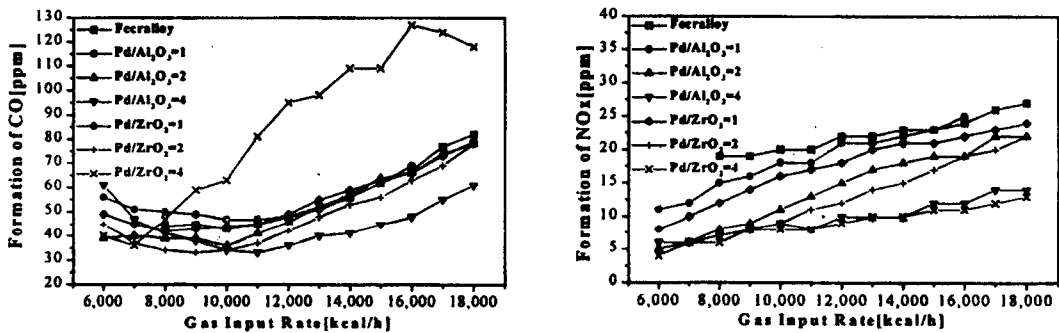 Formation of CO[ppm]
130
120
110
100
90
80
70
60
50
40
30
20
Fecralloy
Pd/Al₂O₃=1
Pd/Al₂O₃=2
Pd/Al₂O₃=4
Pd/ZrO₂=1
Pd/ZrO₂=2
Pd/ZrO₂=4
6,000 8,000 10,000 12,000 14,000 16,000 18,000
Gas Input Rate[kcal/h]
Formation of NOx[ppm]
40
35
30
25
20
15
10
5
0
Fecralloy
Pd/Al₂O₃=1
Pd/Al₂O₃=2
Pd/Al₂O₃=4
Pd/ZrO₂=1
Pd/ZrO₂=2
Pd/ZrO₂=4
6,000 8,000 10,000 12,000 14,000 16,000 18,000
Gas Input Rate[kcal/h]